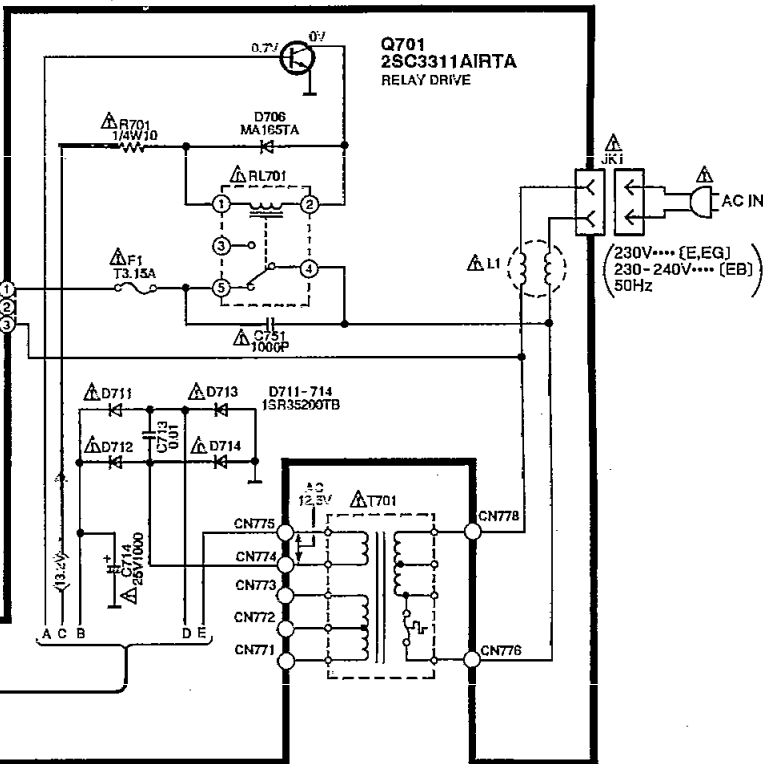 0V
0.7V
Q701
2SC3311AIRTA
RELAY DRIVE
R701
1/4W10
D706
MA165TA
RL701
1
2
3
4
5
F1
T3.15A
C751
1000P
JK1
AC IN
L1
230V···· [E,EG]
230-240V···· [EB]
50Hz
1
2
3
D711
D713
D711-714
1SR35200TB
C713
0.01
D712
D714
AC
12.5V
T701
CN775
CN778
CN774
CN773
CN772
CN771
CN776
13.2V
C714
25V1000
A C B D E